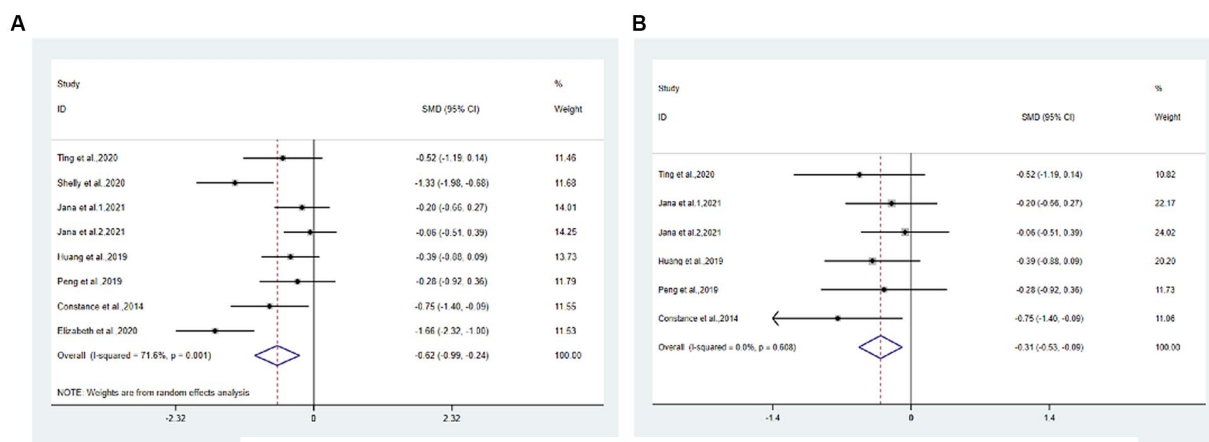 A
Study %
ID SMD (95% CI) Weight
Ting et al.,2020 -0.52 (-1.19, 0.14) 11.46
Shelly et al.,2020 -1.33 (-1.98, -0.68) 11.68
Jana et al.1,2021 -0.20 (-0.66, 0.27) 14.01
Jana et al.2,2021 -0.06 (-0.51, 0.39) 14.25
Huang et al.,2019 -0.39 (-0.88, 0.09) 13.73
Peng et al.,2019 -0.28 (-0.92, 0.36) 11.79
Constance et al.,2014 -0.75 (-1.40, -0.09) 11.55
Elizabeth et al.,2020 -1.66 (-2.32, -1.00) 11.53
Overall (I-squared = 71.6%, p = 0.001) -0.62 (-0.99, -0.24) 100.00
NOTE: Weights are from random effects analysis
-2.32 0 2.32
B
Study %
ID SMD (95% CI) Weight
Ting et al.,2020 -0.52 (-1.19, 0.14) 10.82
Jana et al.1,2021 -0.20 (-0.66, 0.27) 22.17
Jana et al.2,2021 -0.06 (-0.51, 0.39) 24.02
Huang et al.,2019 -0.39 (-0.88, 0.09) 20.20
Peng et al.,2019 -0.28 (-0.92, 0.36) 11.73
Constance et al.,2014 -0.75 (-1.40, -0.09) 11.06
Overall (I-squared = 0.0%, p = 0.608) -0.31 (-0.53, -0.09) 100.00
-1.4 0 1.4